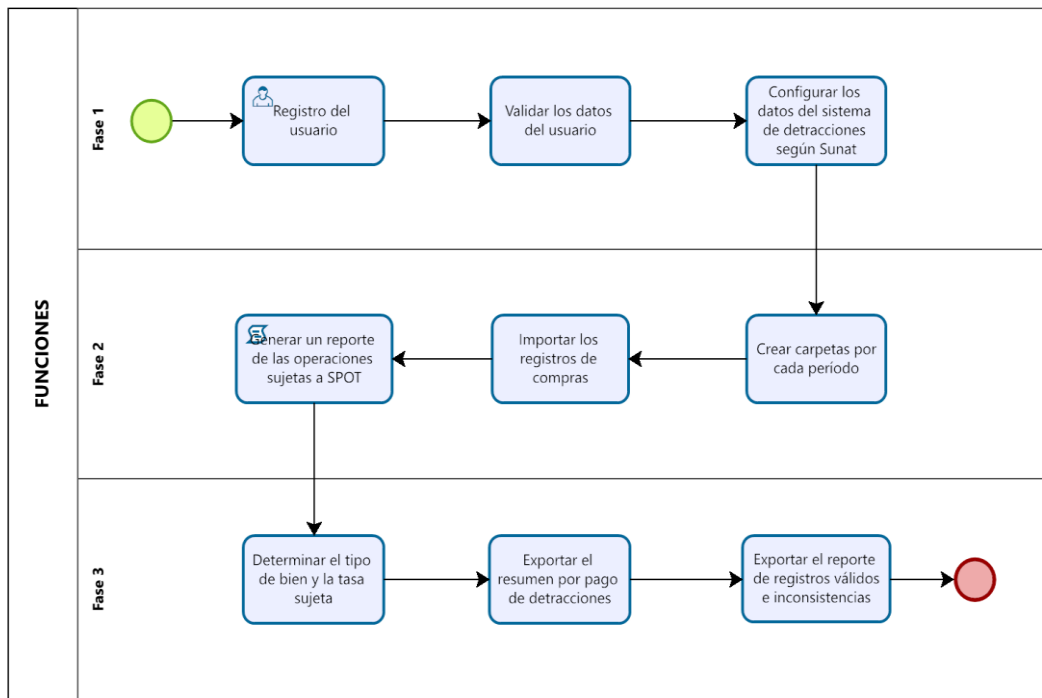 FUNCIONES
Fase 1
Registro del
usuario
Validar los datos
del usuario
Configurar los
datos del sistema
de detracciones
según Sunat
Fase 2
Generar un reporte
de las operaciones
sujetas a SPOT
Importar los
registros de
compras
Crear carpetas por
cada período
Fase 3
Determinar el tipo
de bien y la tasa
sujeta
Exportar el
resumen por pago
de detracciones
Exportar el reporte
de registros válidos
e inconsistencias